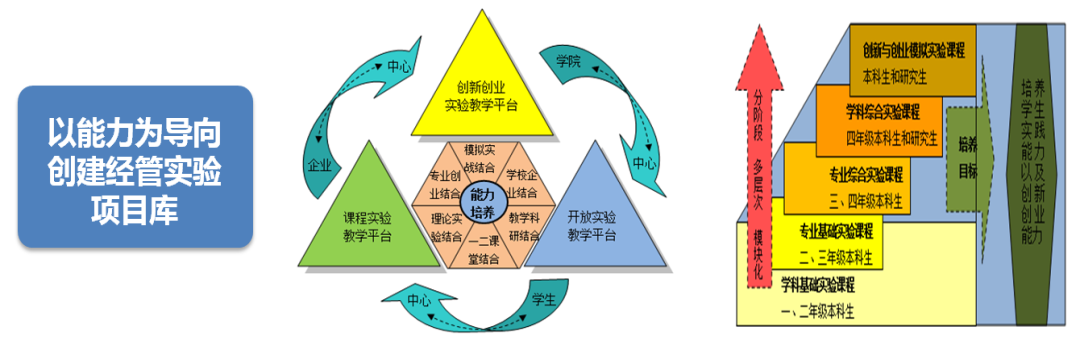 以能力为导向
创建经管实验
项目库
中心
学院
创新创业
实验教学平台
企业
中心
模拟实
战结合
专业创
业结合
学校企
业结合
能力
培养
理论实
验结合
教学科
研结合
一二课
堂结合
课程实验
教学平台
开放实验
教学平台
中心
学生
分阶段 多层次 模块化
创新与创业模拟实验课程
本科生和研究生
学科综合实验课程
四年级本科生和研究生
专业综合实验课程
三、四年级本科生
专业基础实验课程
二、三年级本科生
学科基础实验课程
一、二年级本科生
培养
目标
培养
学生
实践
能力
以及
创新
创业
能力